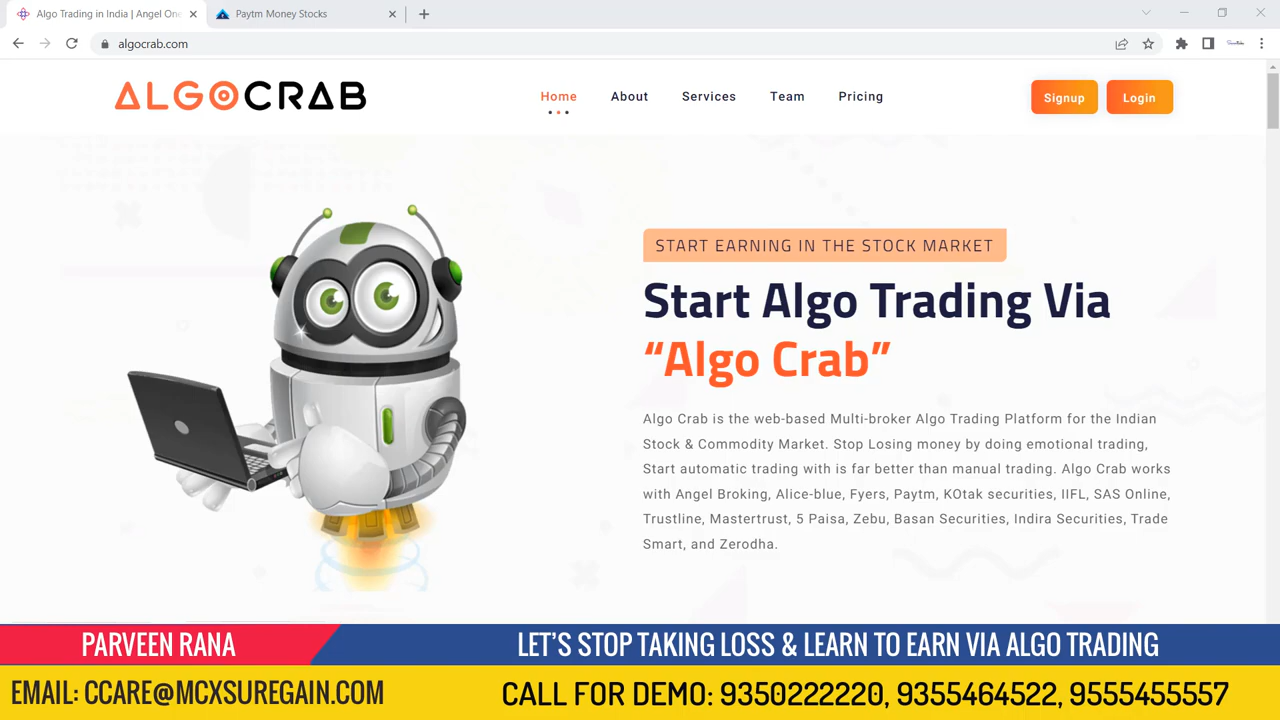 Algo Trading in India | Angel One
Paytm Money Stocks
algocrab.com
ALGOCRAB
Home
About
Services
Team
Pricing
Signup
Login
START EARNING IN THE STOCK MARKET
Start Algo Trading Via
“Algo Crab”
Algo Crab is the web-based Multi-broker Algo Trading Platform for the Indian
Stock & Commodity Market. Stop Losing money by doing emotional trading,
Start automatic trading with is far better than manual trading. Algo Crab works
with Angel Broking, Alice-blue, Fyers, Paytm, KOtak securities, IIFL, SAS Online,
Trustline, Mastertrust, 5 Paisa, Zebu, Basan Securities, Indira Securities, Trade
Smart, and Zerodha.
PARVEEN RANA
LET’S STOP TAKING LOSS & LEARN TO EARN VIA ALGO TRADING
EMAIL: CCARE@MCXSUREGAIN.COM
CALL FOR DEMO: 9350222220, 9355464522, 9555455557